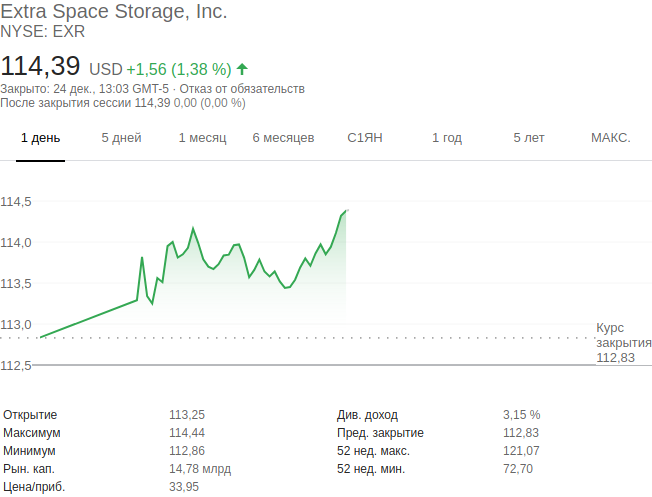 Extra Space Storage, Inc.
NYSE: EXR
114,39 USD +1,56 (1,38 %)
Закрыто: 24 дек., 13:03 GMT-5 · Отказ от обязательств
После закрытия сессии 114,39 0,00 (0,00 %)
1 день 5 дней 1 месяц 6 месяцев С1ЯН 1 год 5 лет МАКС.
114,5
114,0
113,5
113,0
112,5
Курс
закрытия
112,83
Открытие 113,25 Див. доход 3,15 %
Максимум 114,44 Пред. закрытие 112,83
Минимум 112,86 52 нед. макс. 121,07
Рын. кап. 14,78 млрд 52 нед. мин. 72,70
Цена/приб. 33,95